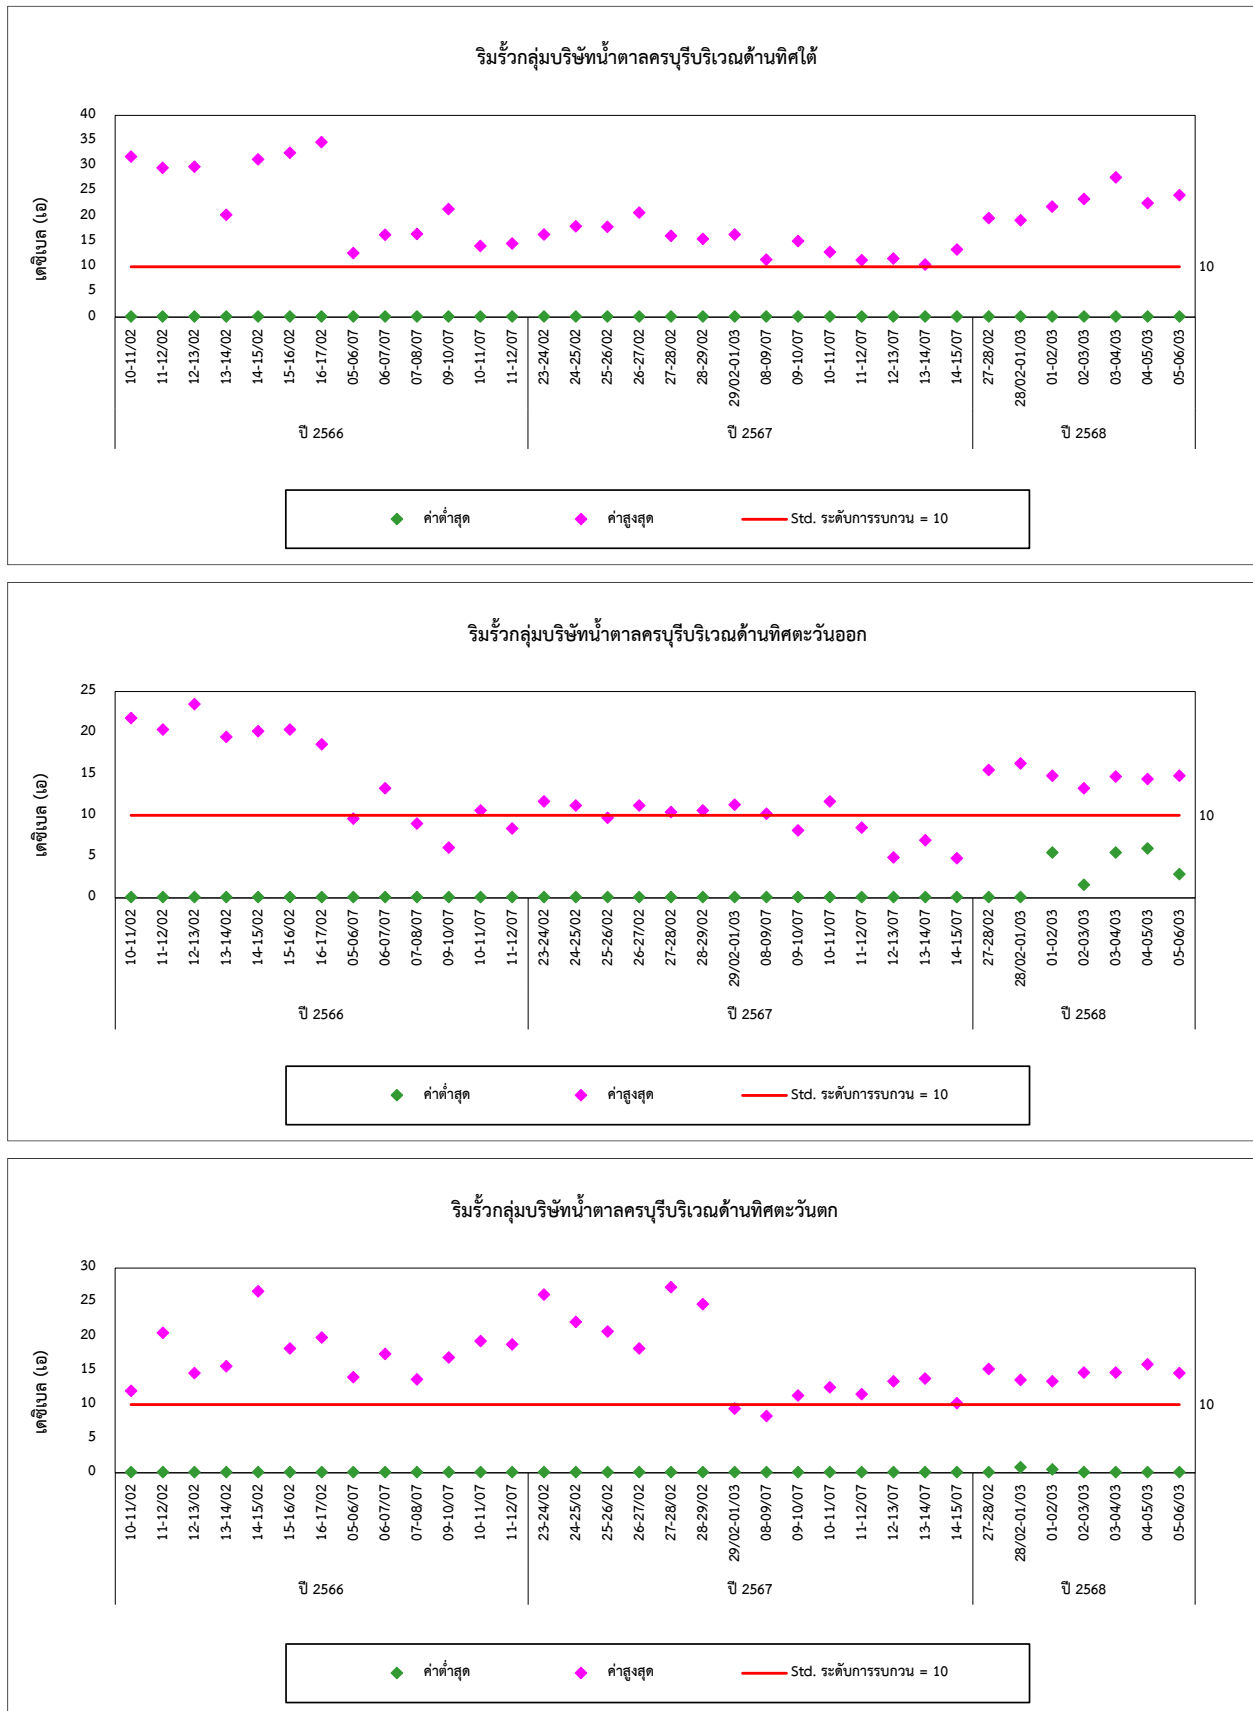 ริมรั้วกลุ่มบริษัทน้ำตาลครบุรีบริเวณด้านทิศใต้
เดซิเบล (เอ)
40
35
30
25
20
15
10
5
0
10
10-11/02 11-12/02 12-13/02 13-14/02 14-15/02 15-16/02 16-17/02 05-06/07 06-07/07 07-08/07 09-10/07 10-11/07 11-12/07 23-24/02 24-25/02 25-26/02 26-27/02 27-28/02 28-29/02 29/02-01/03 08-09/07 09-10/07 10-11/07 11-12/07 12-13/07 13-14/07 14-15/07 27-28/02 28/02-01/03 01-02/03 02-03/03 03-04/03 04-05/03 05-06/03
ปี 2566 ปี 2567 ปี 2568
ค่าต่ำสุด ค่าสูงสุด Std. ระดับการรบกวน = 10
ริมรั้วกลุ่มบริษัทน้ำตาลครบุรีบริเวณด้านทิศตะวันออก
เดซิเบล (เอ)
25
20
15
10
5
0
10
10-11/02 11-12/02 12-13/02 13-14/02 14-15/02 15-16/02 16-17/02 05-06/07 06-07/07 07-08/07 09-10/07 10-11/07 11-12/07 23-24/02 24-25/02 25-26/02 26-27/02 27-28/02 28-29/02 29/02-01/03 08-09/07 09-10/07 10-11/07 11-12/07 12-13/07 13-14/07 14-15/07 27-28/02 28/02-01/03 01-02/03 02-03/03 03-04/03 04-05/03 05-06/03
ปี 2566 ปี 2567 ปี 2568
ค่าต่ำสุด ค่าสูงสุด Std. ระดับการรบกวน = 10
ริมรั้วกลุ่มบริษัทน้ำตาลครบุรีบริเวณด้านทิศตะวันตก
เดซิเบล (เอ)
30
25
20
15
10
5
0
10
10-11/02 11-12/02 12-13/02 13-14/02 14-15/02 15-16/02 16-17/02 05-06/07 06-07/07 07-08/07 09-10/07 10-11/07 11-12/07 23-24/02 24-25/02 25-26/02 26-27/02 27-28/02 28-29/02 29/02-01/03 08-09/07 09-10/07 10-11/07 11-12/07 12-13/07 13-14/07 14-15/07 27-28/02 28/02-01/03 01-02/03 02-03/03 03-04/03 04-05/03 05-06/03
ปี 2566 ปี 2567 ปี 2568
ค่าต่ำสุด ค่าสูงสุด Std. ระดับการรบกวน = 10